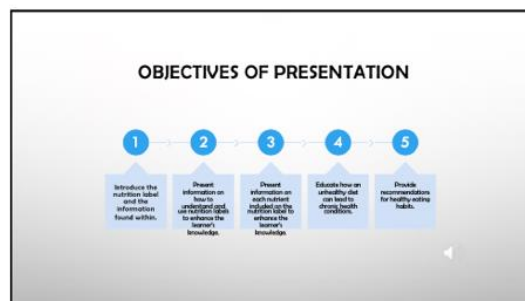 OBJECTIVES OF PRESENTATION
1
Introduce the
nutrition label
and the
information
found within.
2
Present
information on
how to
understand and
use nutrition labels
to enhance the
learner's
knowledge.
3
Present
information on
each nutrient
included on the
nutrition label to
enhance the
learner's
knowledge.
4
Educate how an
unhealthy diet
can lead to
chronic health
conditions.
5
Provide
recommendations
for healthy eating
habits.